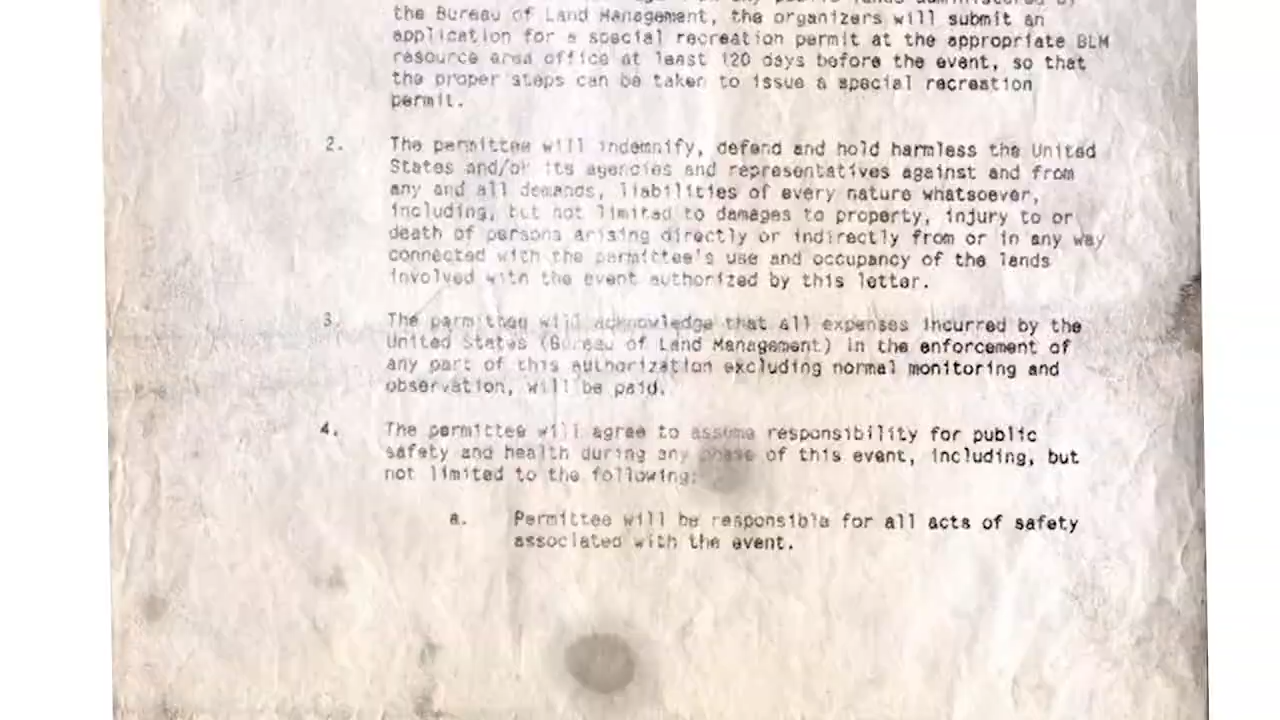 the Bureau of Land Management, the organizers will submit an
application for a special recreation permit at the appropriate BLM
resource area office at least 120 days before the event, so that
the proper steps can be taken to issue a special recreation
permit.
2. The permittee will indemnify, defend and hold harmless the United
States and/or its agencies and representatives against and from
any and all demands, liabilities of every nature whatsoever,
including, but not limited to damages to property, injury to or
death of persons arising directly or indirectly from or in any way
connected with the permittee's use and occupancy of the lands
involved with the event authorized by this letter.
3. The permittee will acknowledge that all expenses incurred by the
United States (Bureau of Land Management) in the enforcement of
any part of this authorization excluding normal monitoring and
observation, will be paid.
4. The permittee will agree to assume responsibility for public
safety and health during any phase of this event, including, but
not limited to the following:
a. Permittee will be responsible for all acts of safety
associated with the event.